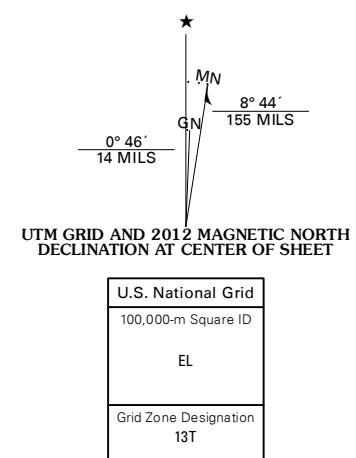 ★
MN
GN
8° 44´
155 MILS
0° 46´
14 MILS
UTM GRID AND 2012 MAGNETIC NORTH
DECLINATION AT CENTER OF SHEET
U.S. National Grid
100,000-m Square ID
EL
Grid Zone Designation
13T